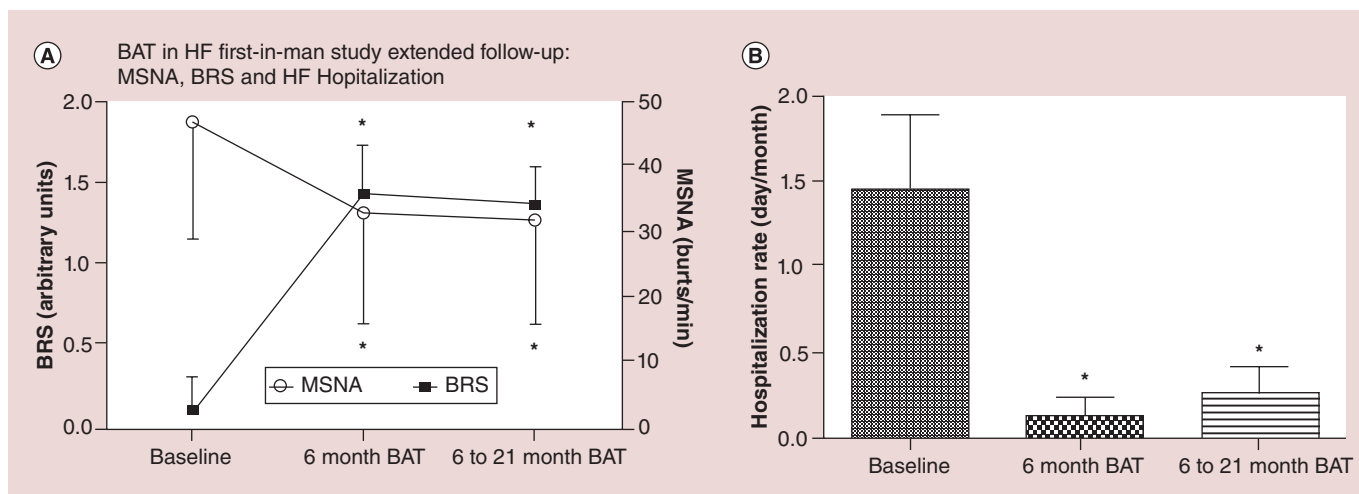 A
BAT in HF first-in-man study extended follow-up:
MSNA, BRS and HF Hopitalization
2.0
1.5
1.0
0.5
0.0
BRS (arbitrary units)
50
40
30
20
10
0
MSNA (burts/min)
*
*
*
*
MSNA
BRS
Baseline
6 month BAT
6 to 21 month BAT
B
2.0
1.5
1.0
0.5
0.0
Hospitalization rate (day/month)
*
*
Baseline
6 month BAT
6 to 21 month BAT